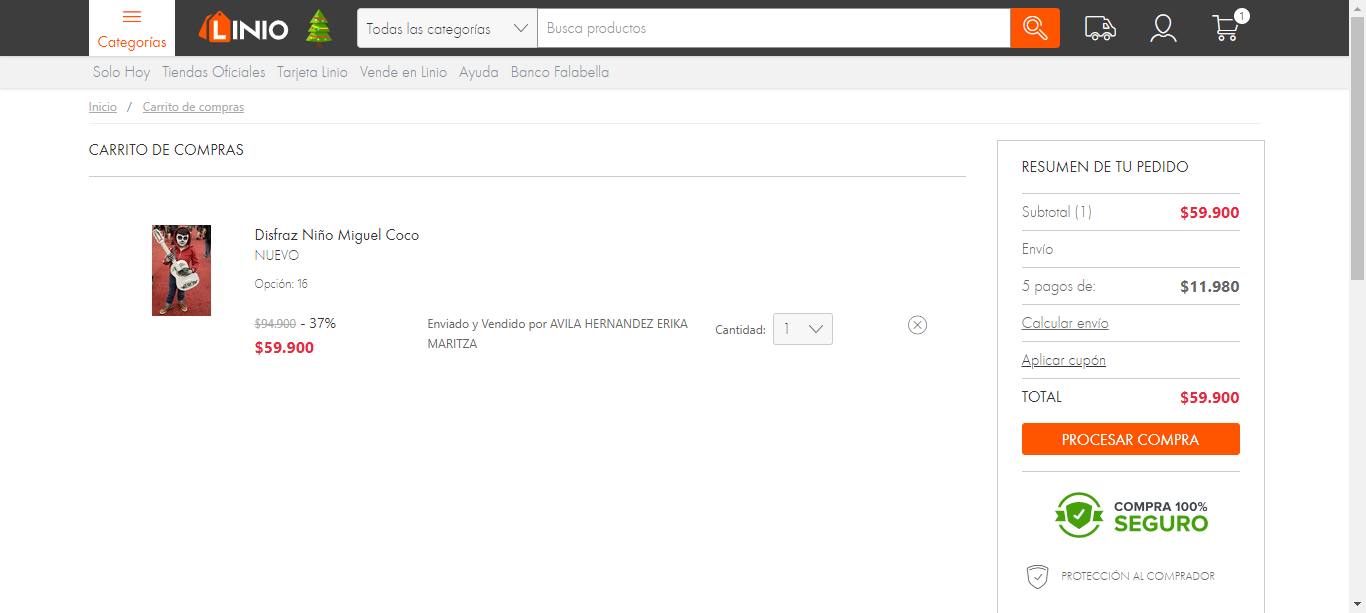 Categorías
LINIO
Todas las categorías
Busca productos
1
Solo Hoy
Tiendas Oficiales
Tarjeta Linio
Vende en Linio
Ayuda
Banco Falabella
Inicio / Carrito de compras
CARRITO DE COMPRAS
Disfraz Niño Miguel Coco
NUEVO
Opción: 16
$94.900 - 37%
$59.900
Enviado y Vendido por AVILA HERNANDEZ ERIKA
MARITZA
Cantidad: 1
RESUMEN DE TU PEDIDO
Subtotal (1) $59.900
Envío
5 pagos de: $11.980
Calcular envío
Aplicar cupón
TOTAL $59.900
PROCESAR COMPRA
COMPRA 100%
SEGURO
PROTECCIÓN AL COMPRADOR